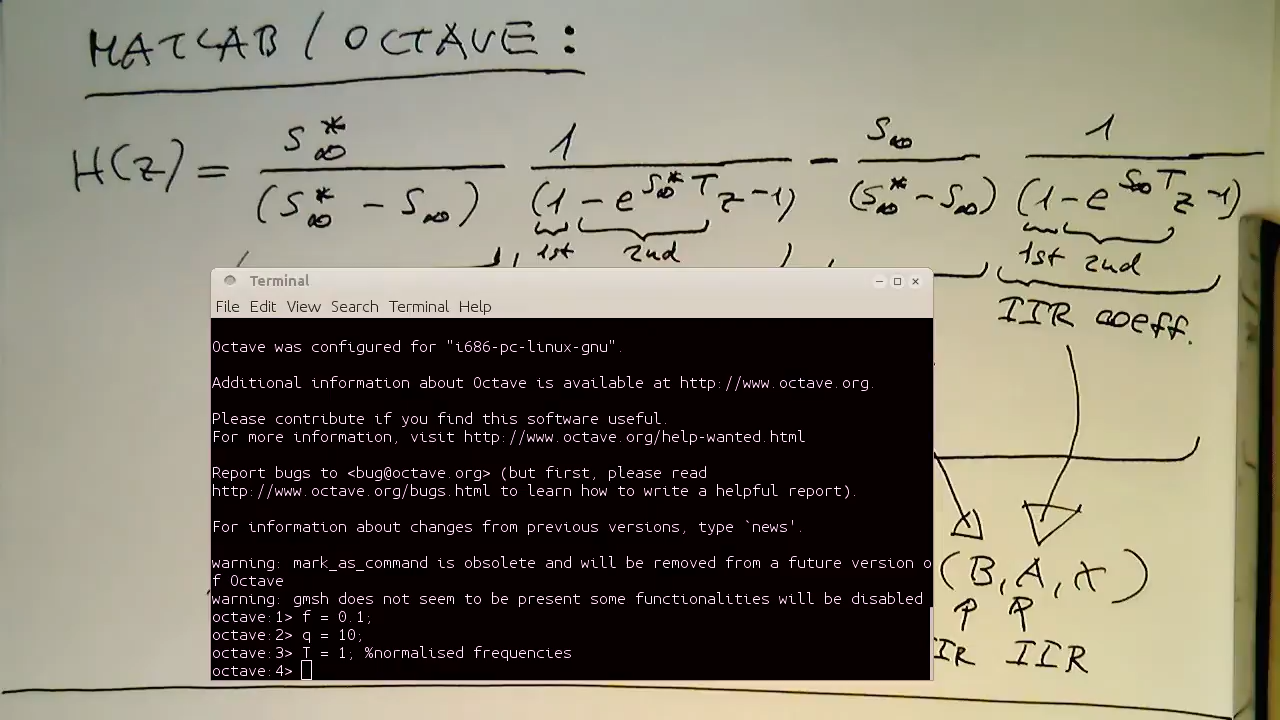 MATLAB / OCTAVE:
H(z) = S∞* / (S∞* - S∞) 1 / (1 - e^{S∞* T} z^{-1}) - S∞ / (S∞* - S∞) 1 / (1 - e^{S∞ T} z^{-1})
1st 2nd 1st 2nd
IIR coeff.
(B, A, X)
IR IIR
Terminal
File Edit View Search Terminal Help
Octave was configured for "i686-pc-linux-gnu".
Additional information about Octave is available at http://www.octave.org.
Please contribute if you find this software useful.
For more information, visit http://www.octave.org/help-wanted.html
Report bugs to <bug@octave.org> (but first, please read
http://www.octave.org/bugs.html to learn how to write a helpful report).
For information about changes from previous versions, type `news'.
warning: mark_as_command is obsolete and will be removed from a future version o
f Octave
warning: gmsh does not seem to be present some functionalities will be disabled
octave:1> f = 0.1;
octave:2> q = 10;
octave:3> T = 1; %normalised frequencies
octave:4>